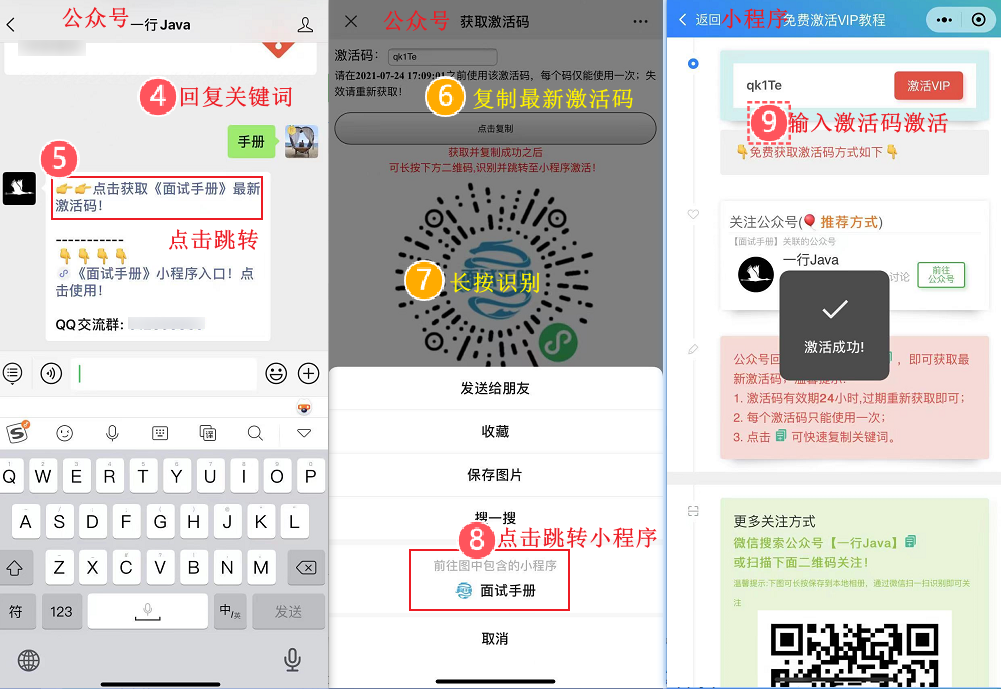 公众号
一行Java
4 回复关键词
手册
5
👉👉点击获取《面试手册》最新
激活码!
点击跳转
-----------
👇👇👇👇
《面试手册》小程序入口！点
击使用!
QQ交流群:
Q W E R T Y U I O P
A S D F G H J K L
Z X C V B N M
符 123 中/英 发送
公众号 获取激活码
激活码： qk1Te
请在2021-07-24 17:09:01之前使用该激活码，每个码仅能使用一次；失
效请重新获取！
6 复制最新激活码
点击复制
获取并复制成功之后
可长按下方二维码,识别并跳转至小程序激活!
7 长按识别
发送给朋友
收藏
保存图片
搜一搜
8 点击跳转小程序
前往图中包含的小程序
面试手册
取消
返回 小程序 免费激活VIP教程
qk1Te
激活VIP
9 输入激活码激活
👇免费获取激活码方式如下👇
关注公众号(🎈 推荐方式)
【面试手册】关联的公众号
一行Java
讨论
前往
公众号
激活成功!
公众号回 ，即可获取最
新激活码，温馨提示:
1. 激活码有效期24小时,过期重新获取即可；
2. 每个激活码只能使用一次；
3. 点击 可快速复制关键词。
更多关注方式
微信搜索公众号【一行Java】
或扫描下面二维码关注！
温馨提示:下图可长按保存到本地相册，通过微信扫一扫识别即可关
注